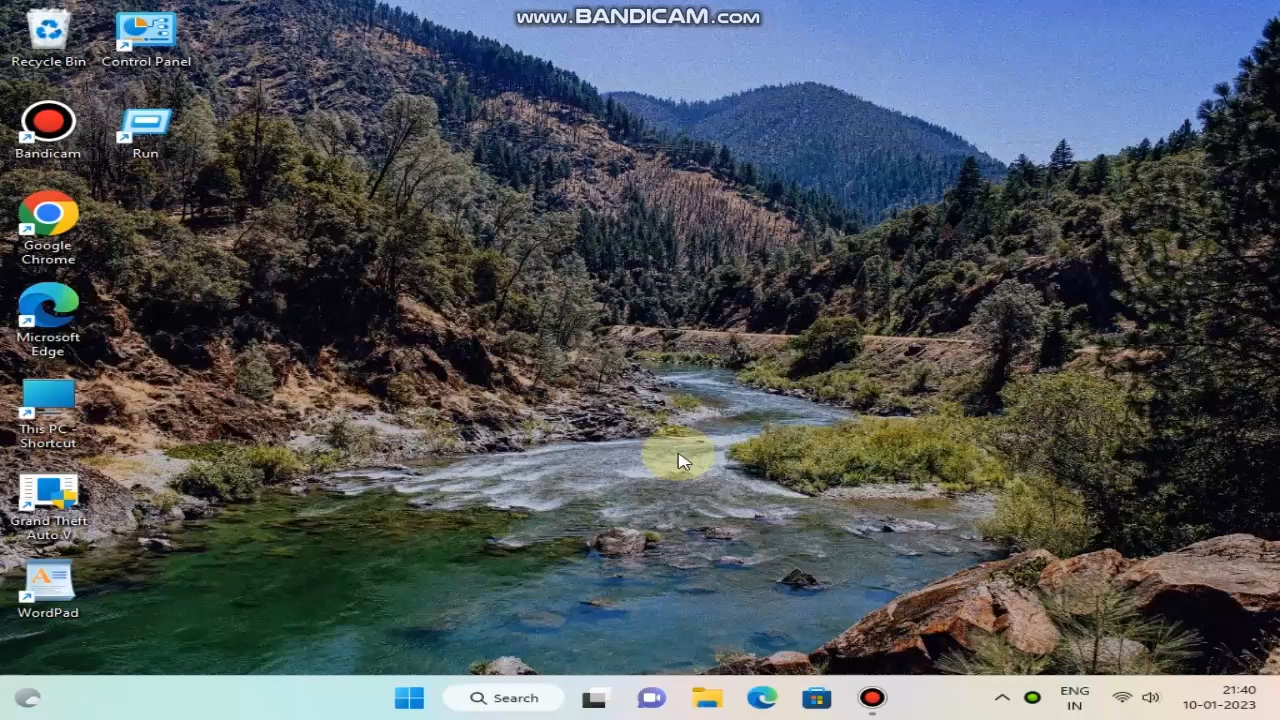 www.BANDICAM.com
Recycle Bin
Control Panel
Bandicam
Run
Google
Chrome
Microsoft
Edge
This PC -
Shortcut
Grand Theft
Auto V
WordPad
Search
ENG
IN
21:40
10-01-2023